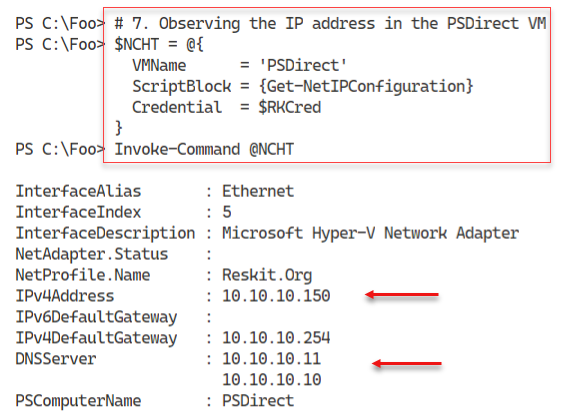 PS C:\Foo> # 7. Observing the IP address in the PSDirect VM
PS C:\Foo> $NCHT = @{
  VMName      = 'PSDirect'
  ScriptBlock = {Get-NetIPConfiguration}
  Credential  = $RKCred
}
PS C:\Foo> Invoke-Command @NCHT
InterfaceAlias       : Ethernet
InterfaceIndex       : 5
InterfaceDescription : Microsoft Hyper-V Network Adapter
NetAdapter.Status    :
NetProfile.Name      : Reskit.Org
IPv4Address          : 10.10.10.150
IPv6DefaultGateway   :
IPv4DefaultGateway   : 10.10.10.254
DNSServer            : 10.10.10.11
                       10.10.10.10
PSComputerName       : PSDirect